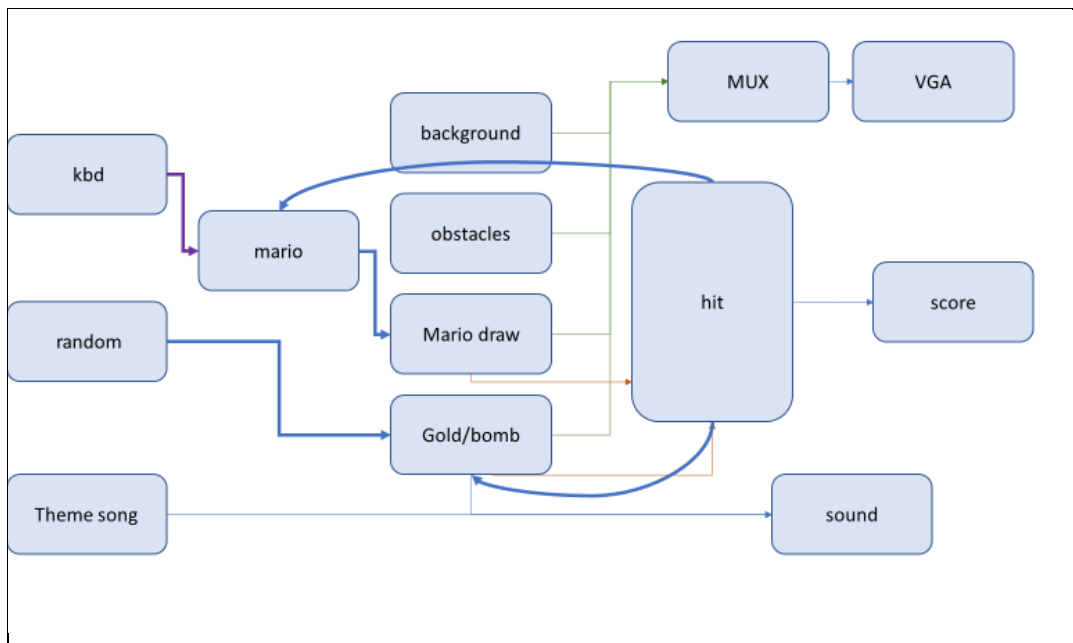 MUX
VGA
background
kbd
mario
obstacles
hit
score
random
Mario draw
Gold/bomb
Theme song
sound